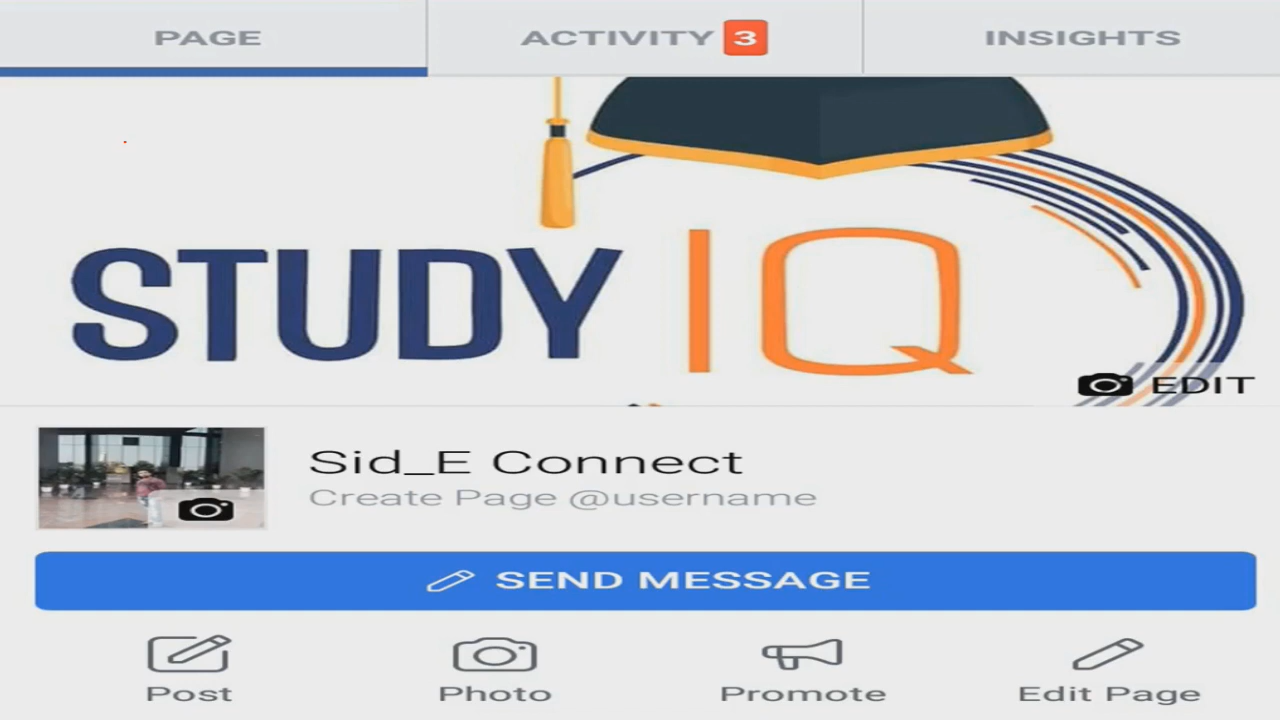 PAGE
ACTIVITY 3
INSIGHTS
STUDY IQ
EDIT
Sid_E Connect
Create Page @username
SEND MESSAGE
Post
Photo
Promote
Edit Page